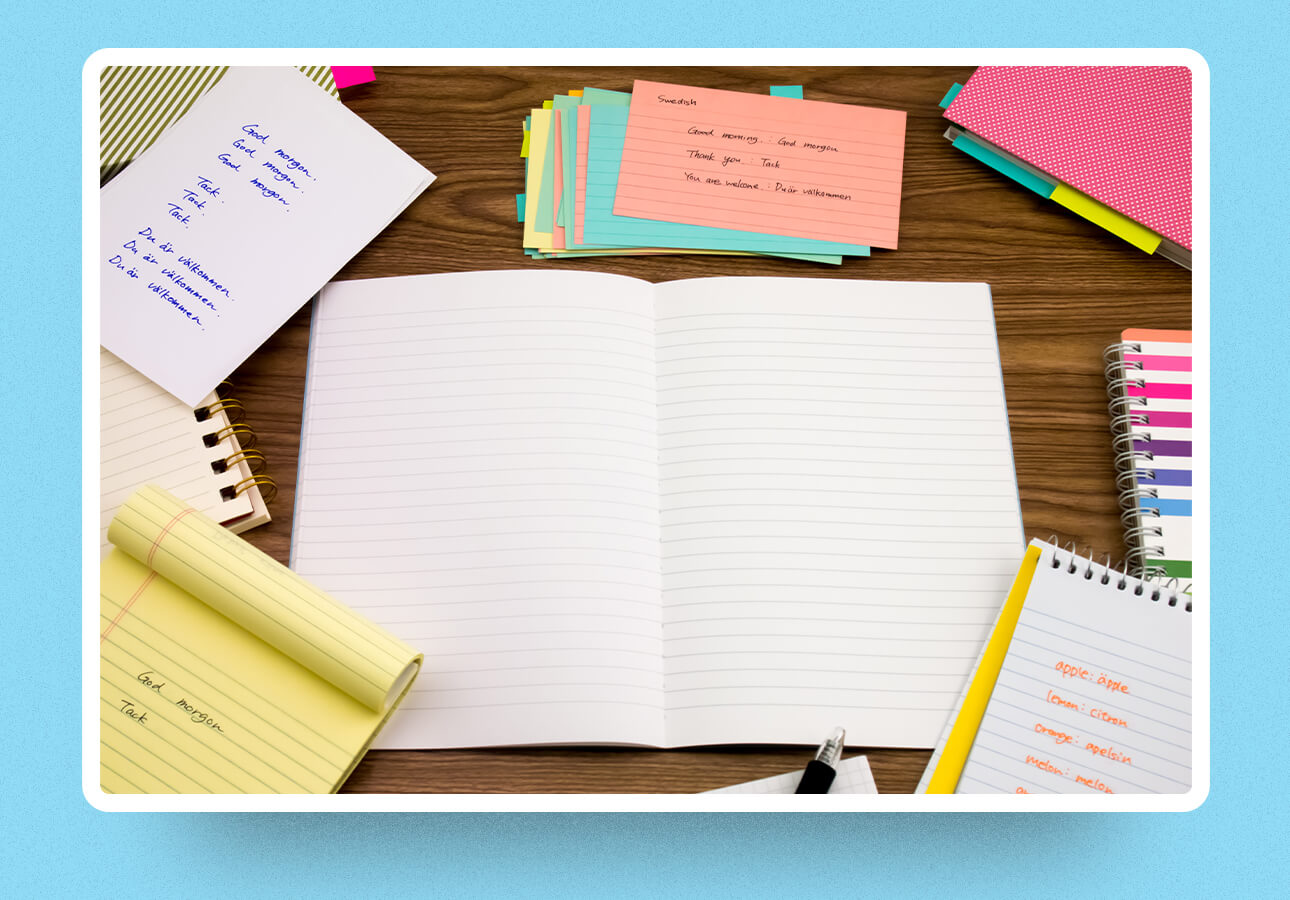 God morgon.
God morgon.
God morgon.
Tack.
Tack.
Tack.
Du är välkommen.
Du är välkommen.
Du är välkommen.
Swedish
Good morning. : God morgon
Thank you : Tack
You are welcome. : Du är välkommen
God morgon
Tack
apple: äpple
lemon: citron
orange: apelsin
melon: melon